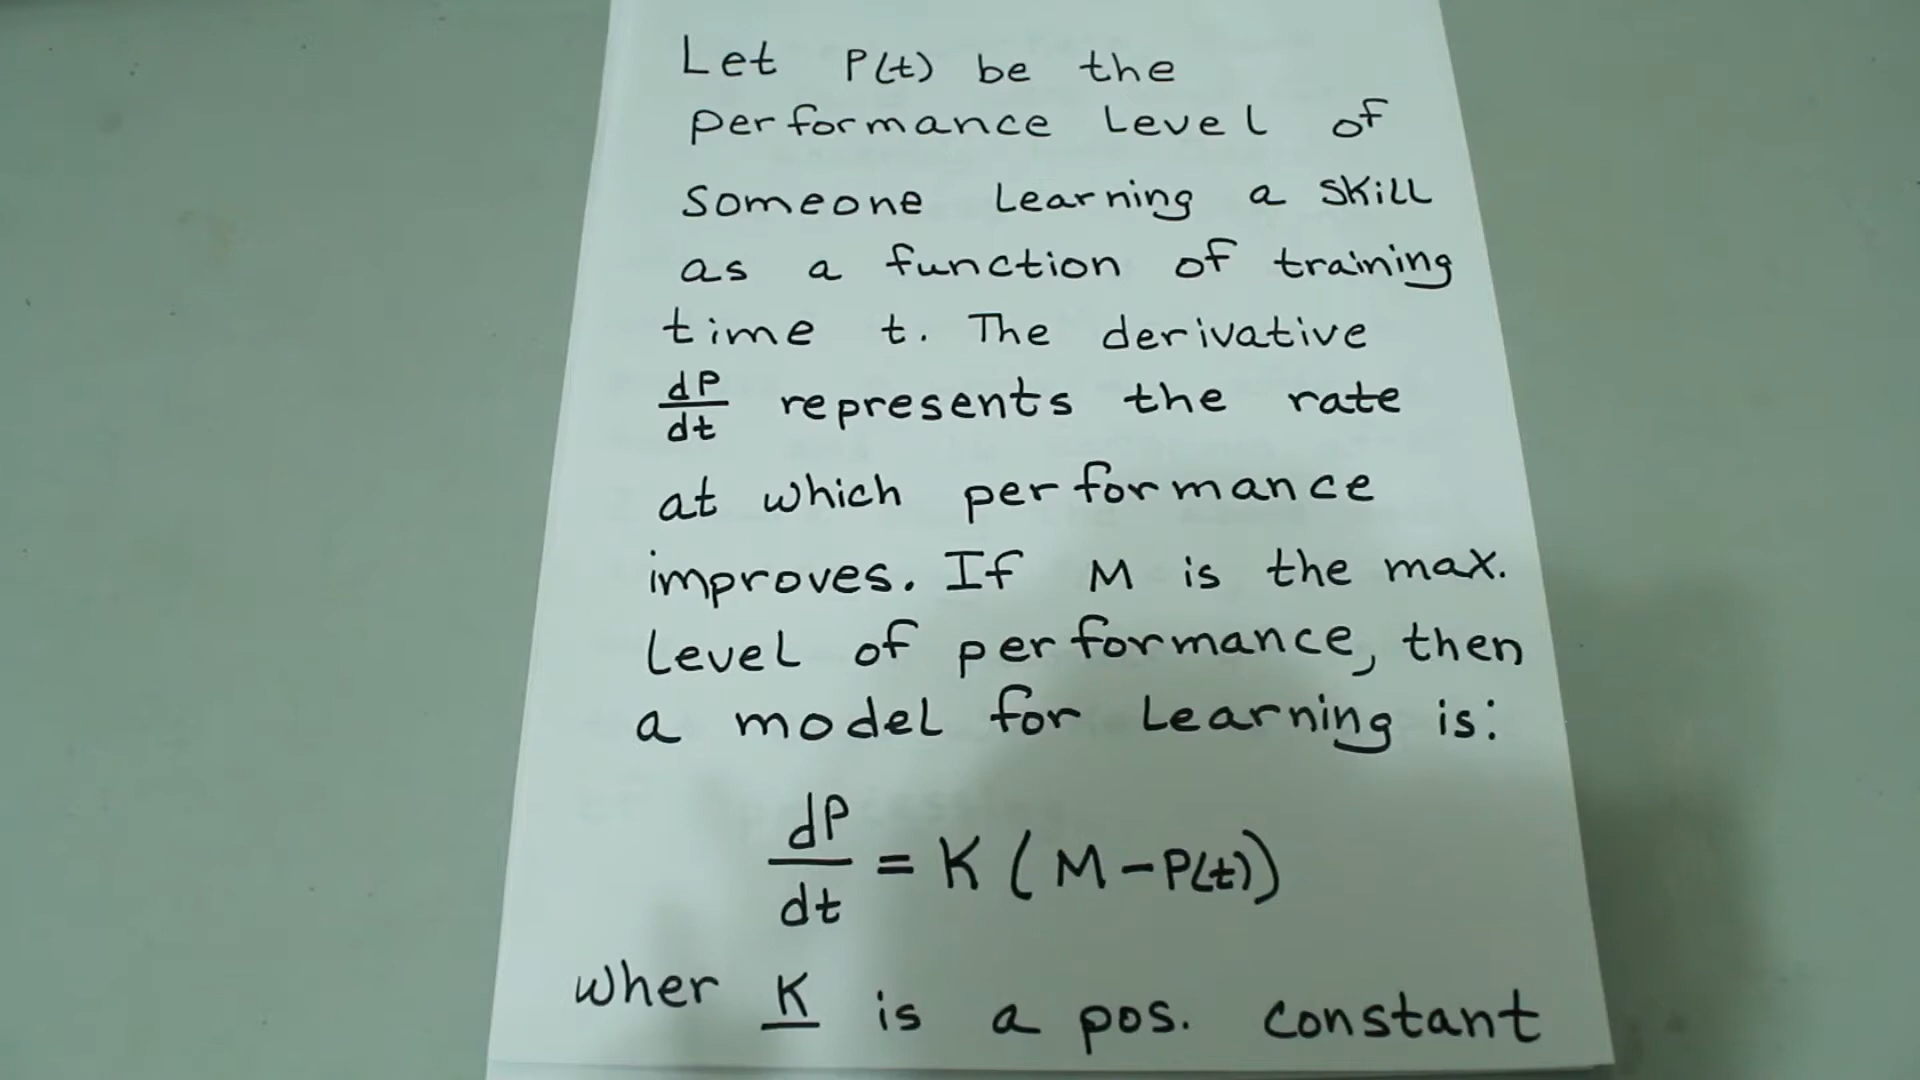 Let P(t) be the
performance Level of
someone Learning a skill
as a function of training
time t. The derivative
dP/dt represents the rate
at which performance
improves. If M is the max.
Level of performance, then
a model for Learning is:
dP/dt = K (M - P(t))
wher K is a pos. constant